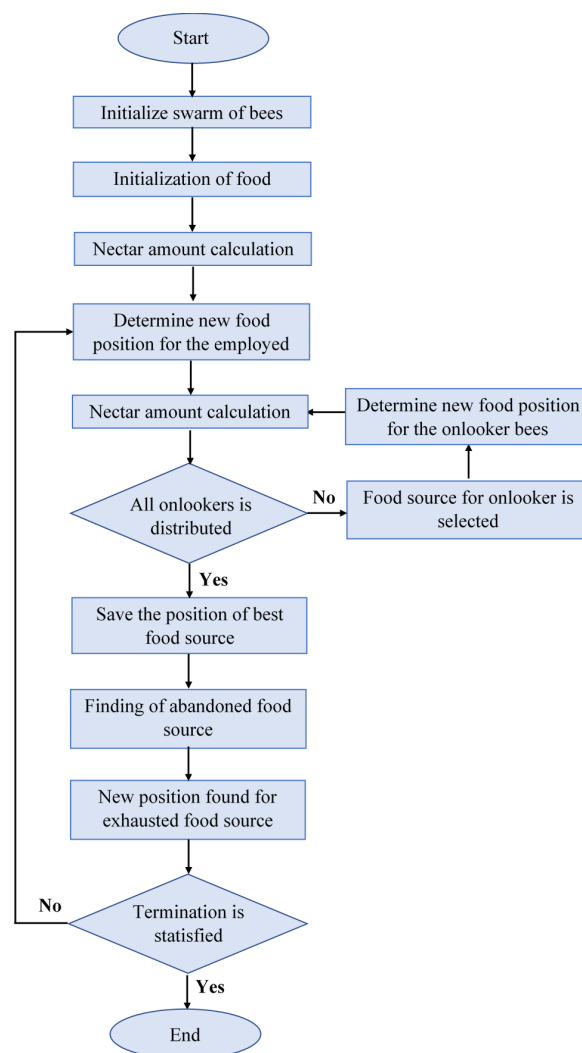 Start
Initialize swarm of bees
Initialization of food
Nectar amount calculation
Determine new food
position for the employed
Nectar amount calculation
Determine new food position
for the onlooker bees
All onlookers is
distributed
No
Food source for onlooker is
selected
Yes
Save the position of best
food source
Finding of abandoned food
source
New position found for
exhausted food source
No
Termination is
statisfied
Yes
End